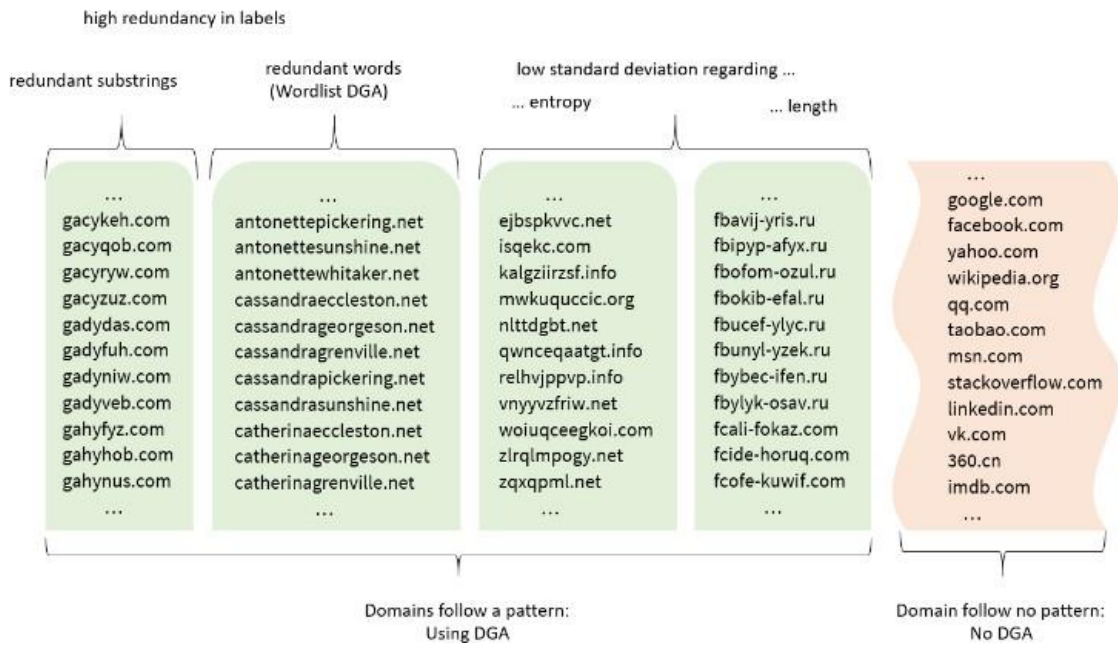 high redundancy in labels
redundant substrings
redundant words
(Wordlist DGA)
low standard deviation regarding ...
... entropy
... length
...
gacykeh.com
gacyqob.com
gacyryw.com
gacyzuz.com
gadydas.com
gadyfuh.com
gadyniw.com
gadyveb.com
gahyfyz.com
gahyhob.com
gahynus.com
...
...
antonettepickering.net
antonettesunshine.net
antonettewhitaker.net
cassandraeccleston.net
cassandrageorgeson.net
cassandragrenville.net
cassandrapickering.net
cassandrasunshine.net
catherinaeccleston.net
catherinageorgeson.net
catherinagrenville.net
...
...
ejbspkvvc.net
isqekc.com
kalgziirzsf.info
mwkuquccic.org
nlttdgbt.net
qwnceqaatgt.info
relhvjppvp.info
vnyyvzfriw.net
woiuqceegkoi.com
zlrqlmpogy.net
zqxqpml.net
...
...
fbavij-yris.ru
fbipyp-afyx.ru
fbofom-ozul.ru
fbokib-efal.ru
fbucef-ylyc.ru
fbunyl-yzek.ru
fbybec-ifen.ru
fbylyk-osav.ru
fcali-fokaz.com
fcide-horuq.com
fcofe-kuwif.com
...
...
google.com
facebook.com
yahoo.com
wikipedia.org
qq.com
taobao.com
msn.com
stackoverflow.com
linkedin.com
vk.com
360.cn
imdb.com
...
Domains follow a pattern:
Using DGA
Domain follow no pattern:
No DGA